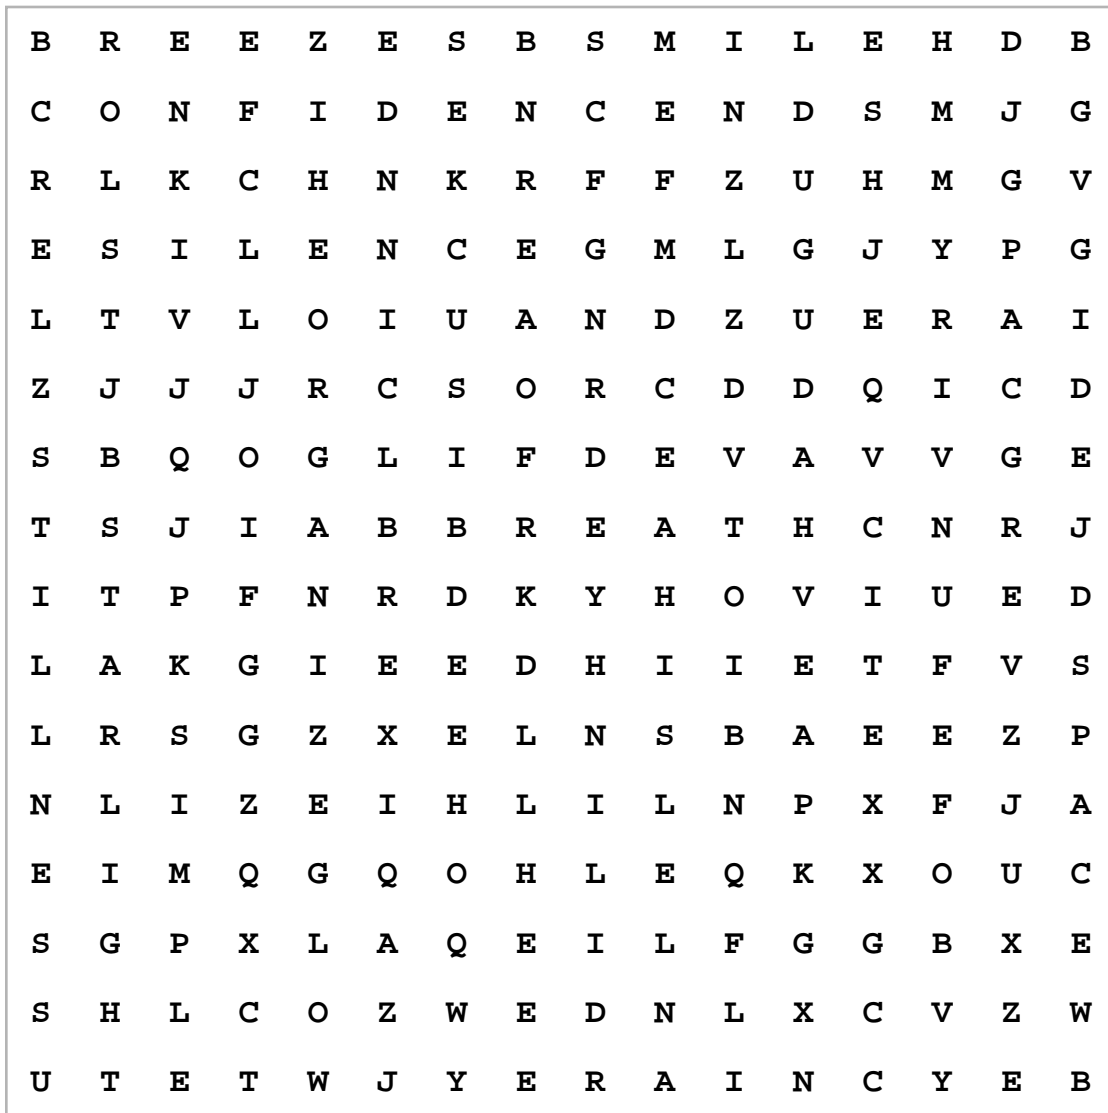 B R E E Z E S B S M I L E H D B
C O N F I D E N C E N D S M J G
R L K C H N K R F F Z U H M G V
E S I L E N C E G M L G J Y P G
L T V L O I U A N D Z U E R A I
Z J J J R C S O R C D D Q I C D
S B Q O G L I F D E V A V V G E
T S J I A B B R E A T H C N R J
I T P F N R D K Y H O V I U E D
L A K G I E E D H I I E T F V S
L R S G Z X E L N S B A E E Z P
N L I Z E I H L I L N P X F J A
E I M Q G Q O H L E Q K X O U C
S G P X L A Q E I L F G G B X E
S H L C O Z W E D N L X C V Z W
U T E T W J Y E R A I N C Y E B